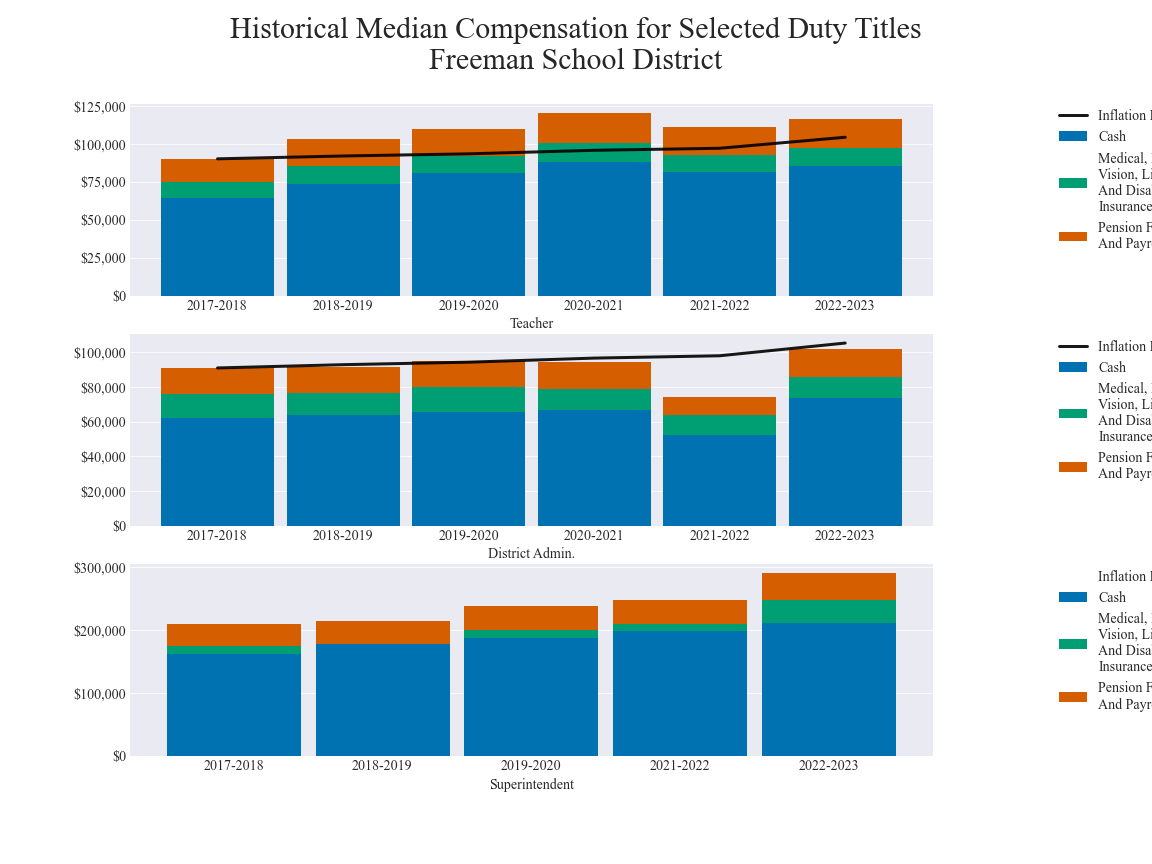 Historical Median Compensation for Selected Duty Titles
Freeman School District
$125,000
$100,000
$75,000
$50,000
$25,000
$0
2017-2018 2018-2019 2019-2020 2020-2021 2021-2022 2022-2023
Teacher
Inflation
Cash
Medical,
Vision,
And
Insurance
Pension
And
$100,000
$80,000
$60,000
$40,000
$20,000
$0
2017-2018 2018-2019 2019-2020 2020-2021 2021-2022 2022-2023
District Admin.
Inflation
Cash
Medical,
Vision,
And
Insurance
Pension
And
$300,000
$200,000
$100,000
$0
2017-2018 2018-2019 2019-2020 2021-2022 2022-2023
Superintendent
Inflation
Cash
Medical,
Vision,
And
Insurance
Pension
And